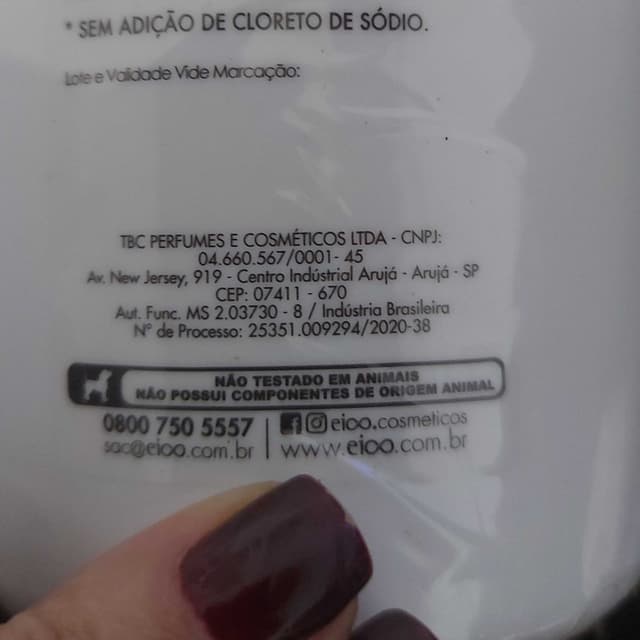 * SEM ADIÇÃO DE CLORETO DE SÓDIO.
Lote e Validade Vide Marcação:
TBC PERFUMES E COSMÉTICOS LTDA - CNPJ:
04.660.567/0001- 45
Av. New Jersey, 919 - Centro Indústrial Arujá - Arujá - SP
CEP: 07411 - 670
Aut. Func. MS 2.03730 - 8 / Indústria Brasileira
N° de Processo: 25351.009294/2020-38
NÃO TESTADO EM ANIMAIS
NÃO POSSUI COMPONENTES DE ORIGEM ANIMAL
0800 750 5557 | eioo.cosmeticos
sac@eioo.com.br | www.eioo.com.br